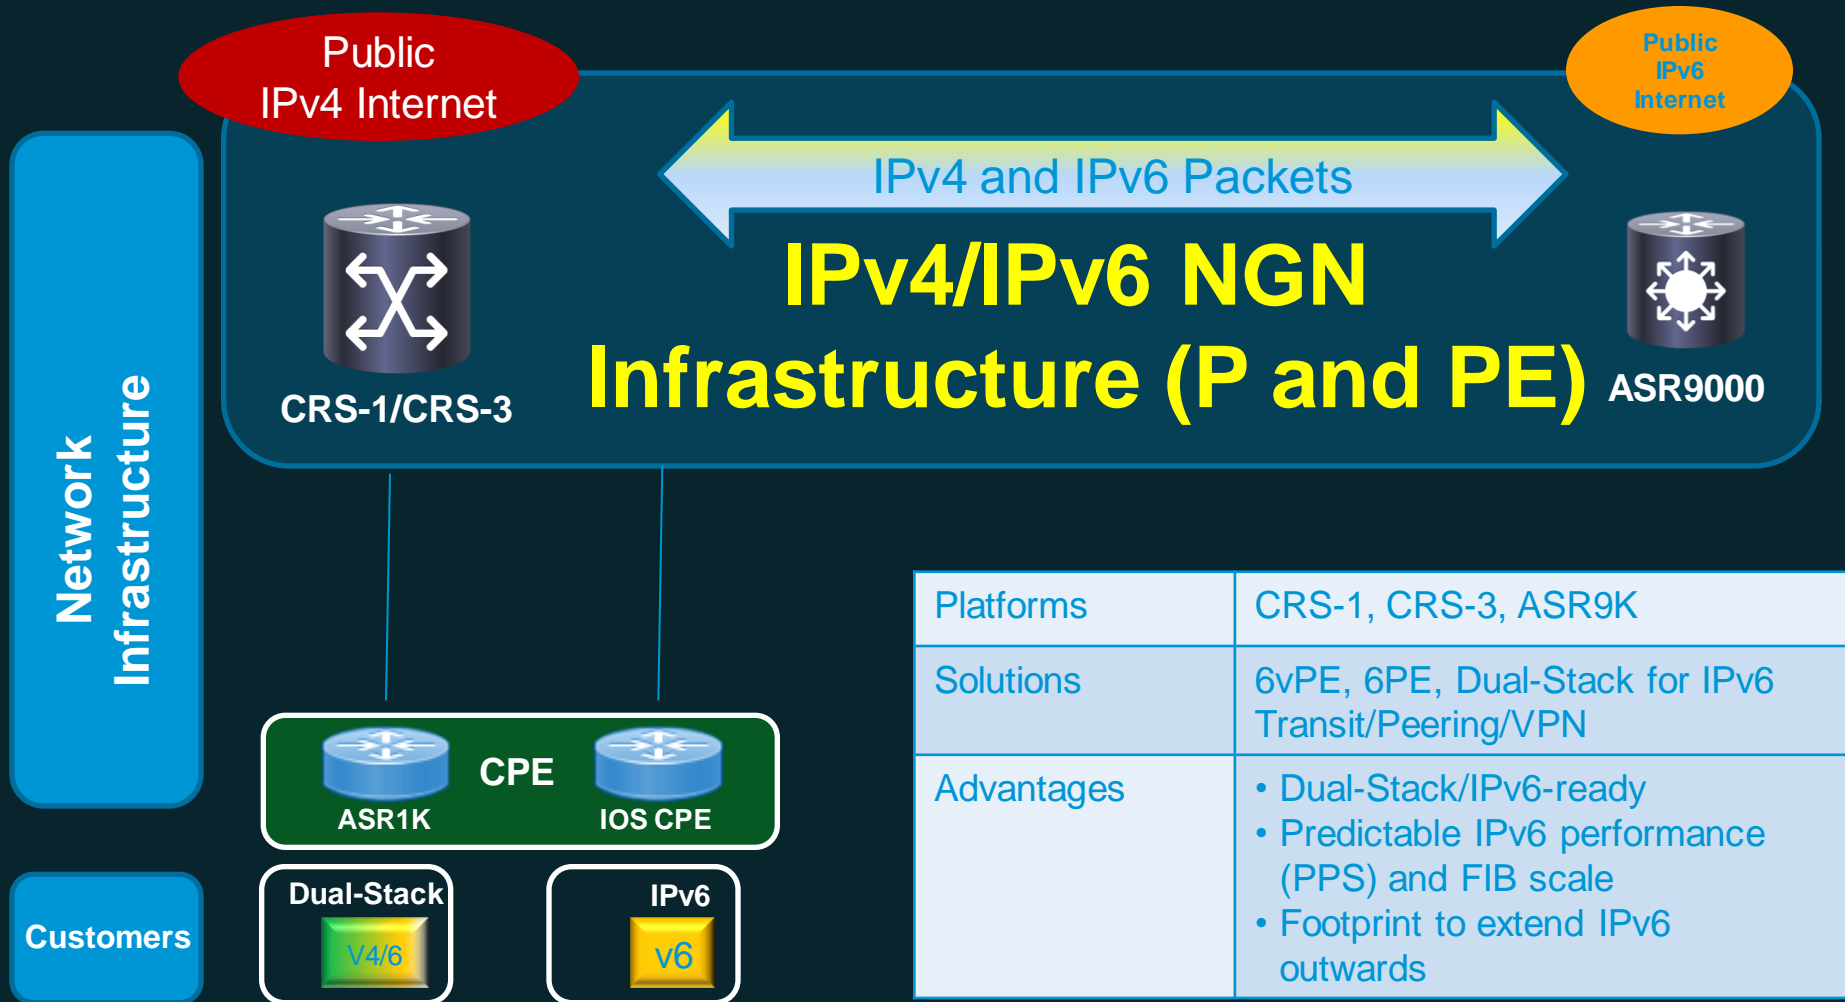 Public
IPv4 Internet
Public
IPv6
Internet
IPv4 and IPv6 Packets
IPv4/IPv6 NGN
Infrastructure (P and PE)
CRS-1/CRS-3
ASR9000
Network
Infrastructure
CPE
ASR1K
IOS CPE
Customers
Dual-Stack
V4/6
IPv6
v6
Platforms
CRS-1, CRS-3, ASR9K
Solutions
6vPE, 6PE, Dual-Stack for IPv6
Transit/Peering/VPN
Advantages
• Dual-Stack/IPv6-ready
• Predictable IPv6 performance
(PPS) and FIB scale
• Footprint to extend IPv6
outwards